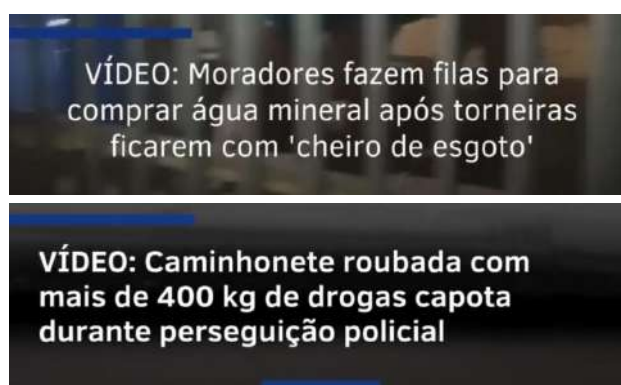 VÍDEO: Moradores fazem filas para
comprar água mineral após torneiras
ficarem com 'cheiro de esgoto'
VÍDEO: Caminhonete roubada com
mais de 400 kg de drogas capota
durante perseguição policial